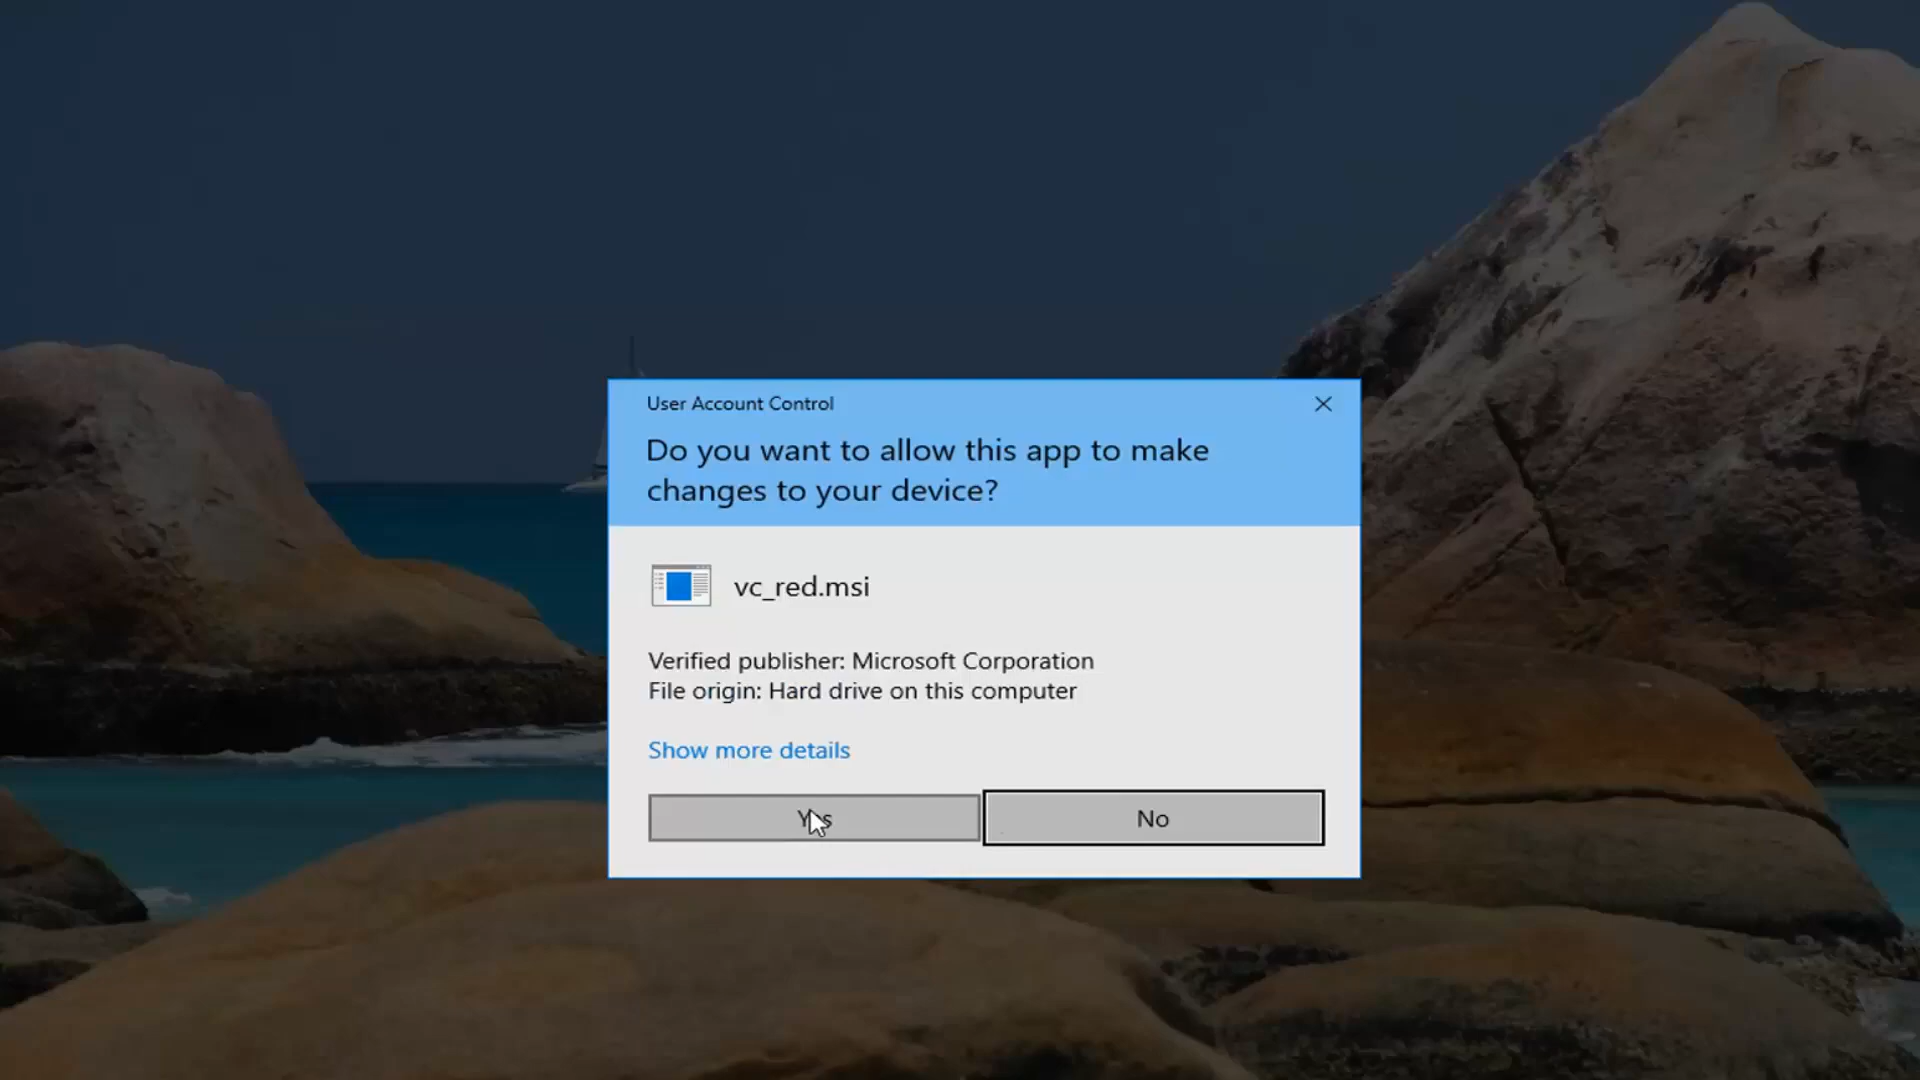 User Account Control
Do you want to allow this app to make
changes to your device?
vc_red.msi
Verified publisher: Microsoft Corporation
File origin: Hard drive on this computer
Show more details
Yes
No